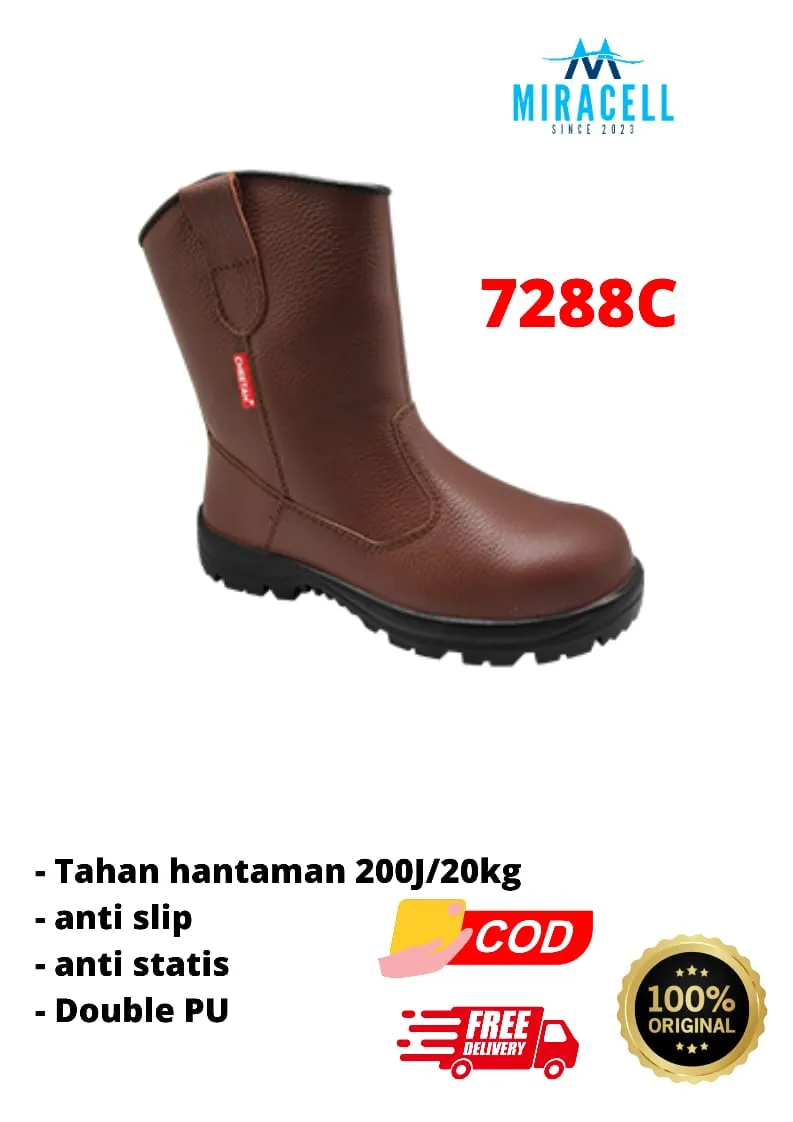 MIRACELL
SINCE 2023
7288C
CHEETAH
- Tahan hantaman 200J/20kg
- anti slip
- anti statis
- Double PU
COD
FREE
DELIVERY
100%
ORIGINAL